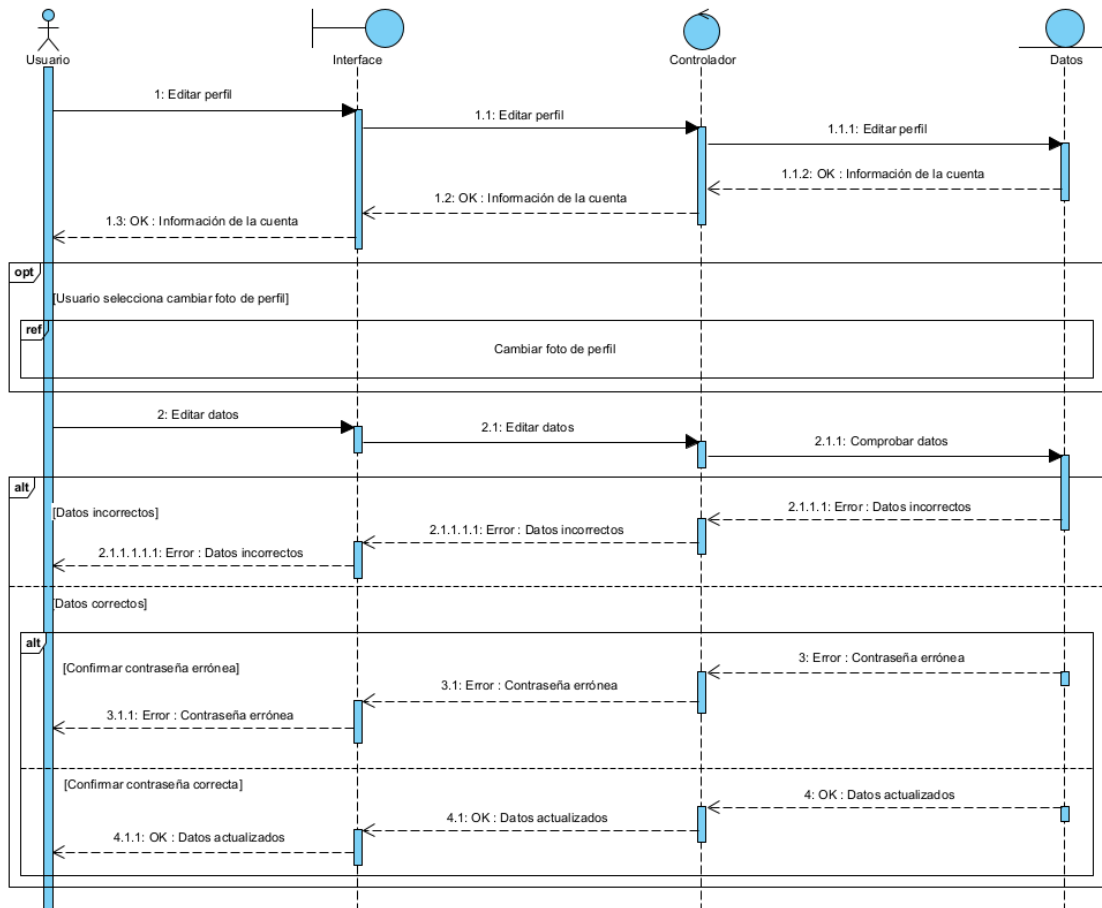 Usuario
Interface
Controlador
Datos
1: Editar perfil
1.1: Editar perfil
1.1.1: Editar perfil
1.1.2: OK : Información de la cuenta
1.2: OK : Información de la cuenta
1.3: OK : Información de la cuenta
opt
[Usuario selecciona cambiar foto de perfil]
ref
Cambiar foto de perfil
2: Editar datos
2.1: Editar datos
2.1.1: Comprobar datos
alt
[Datos incorrectos]
2.1.1.1: Error : Datos incorrectos
2.1.1.1.1: Error : Datos incorrectos
2.1.1.1.1.1: Error : Datos incorrectos
[Datos correctos]
alt
[Confirmar contraseña errónea]
3: Error : Contraseña errónea
3.1: Error : Contraseña errónea
3.1.1: Error : Contraseña errónea
[Confirmar contraseña correcta]
4: OK : Datos actualizados
4.1: OK : Datos actualizados
4.1.1: OK : Datos actualizados